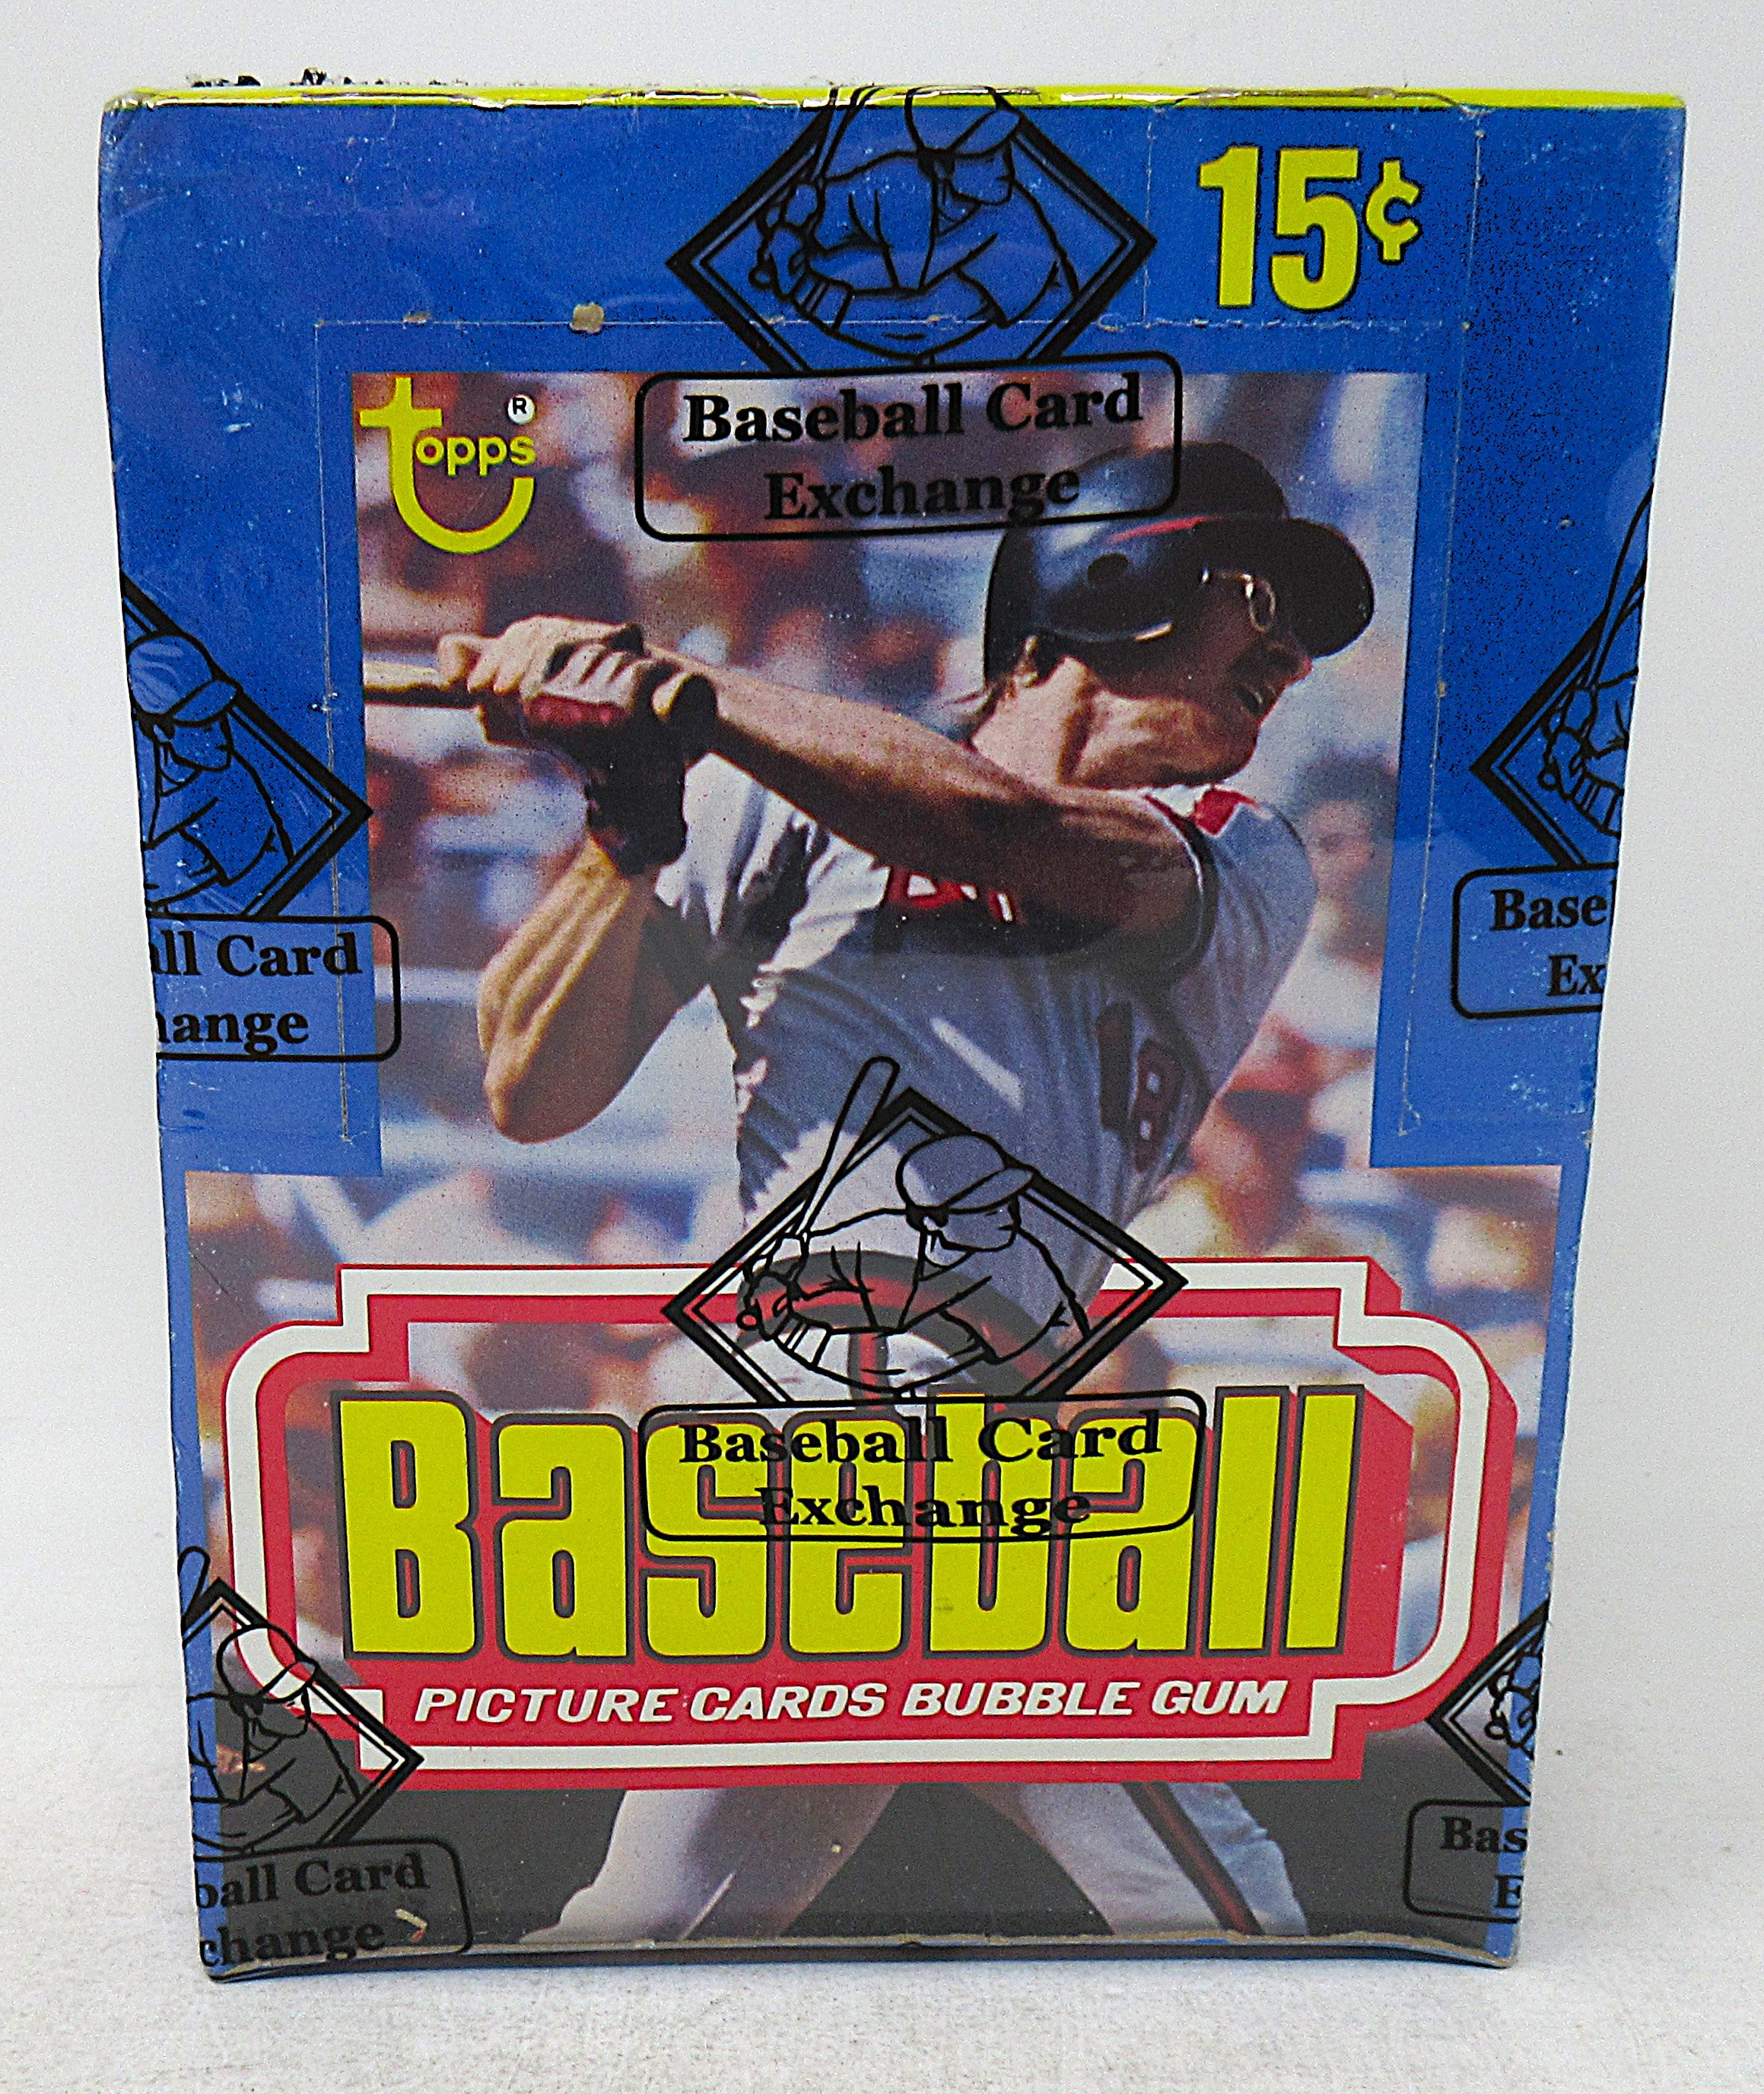 15¢
topps®
Baseball Card
Exchange
all Card
hange
Base
Ex
Baseball Card
Exchange
Baseball
PICTURE CARDS BUBBLE GUM
ball Card
change
Bas
E